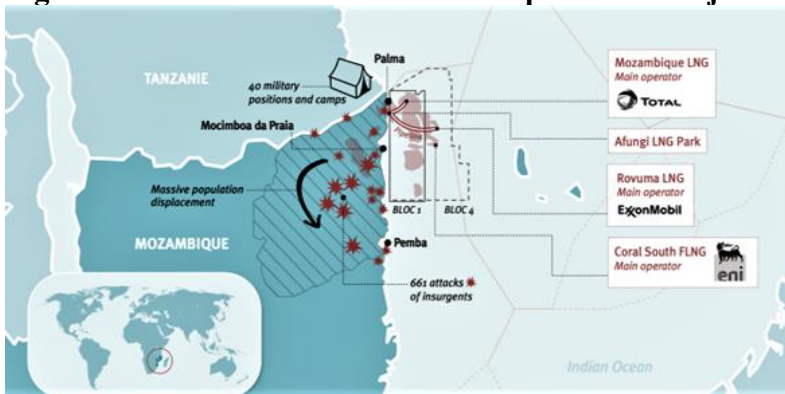 TANZANIE
Palma
40 military
positions and camps
Mocimboa da Praia
Massive population
displacement
MOZAMBIQUE
Pipeline
BLOC 1
BLOC 4
Pemba
661 attacks
of insurgents
Mozambique LNG
Main operator
TOTAL
Afungi LNG Park
Rovuma LNG
Main operator
ExxonMobil
Coral South FLNG
Main operator
eni
Indian Ocean